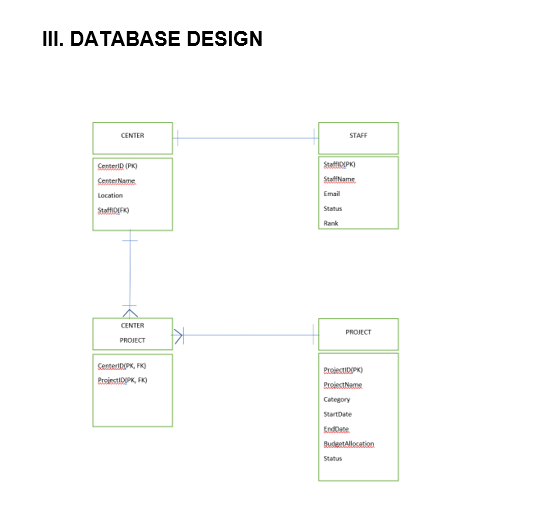 III. DATABASE DESIGN
CENTER
CenterID (PK)
CenterName
Location
StaffID(FK)
STAFF
StaffID(PK)
StaffName
Email
Status
Rank
CENTER
PROJECT
CenterID(PK, FK)
ProjectID(PK, FK)
PROJECT
ProjectID(PK)
ProjectName
Category
StartDate
EndDate
BudgetAllocation
Status